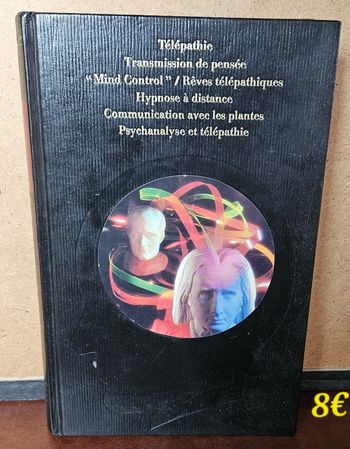 Télépathie
Transmission de pensée
“ Mind Control ” / Rêves télépathiques
Hypnose à distance
Communication avec les plantes
Psychanalyse et télépathie
8€